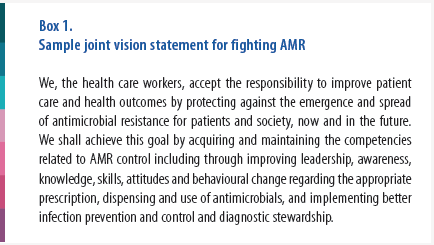 Box 1.
Sample joint vision statement for fighting AMR
We, the health care workers, accept the responsibility to improve patient
care and health outcomes by protecting against the emergence and spread
of antimicrobial resistance for patients and society, now and in the future.
We shall achieve this goal by acquiring and maintaining the competencies
related to AMR control including through improving leadership, awareness,
knowledge, skills, attitudes and behavioural change regarding the appropriate
prescription, dispensing and use of antimicrobials, and implementing better
infection prevention and control and diagnostic stewardship.